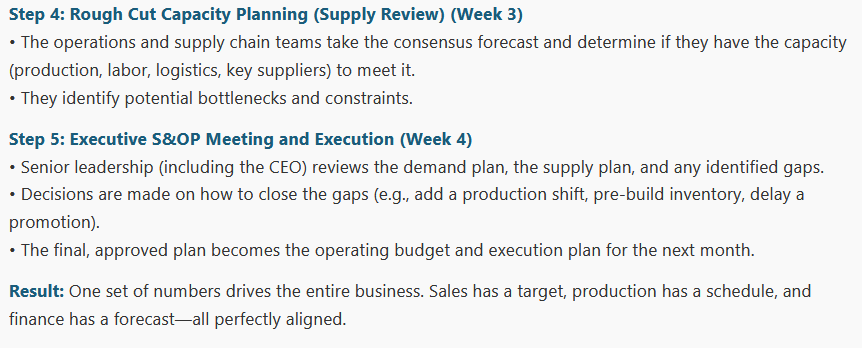 Step 4: Rough Cut Capacity Planning (Supply Review) (Week 3)
• The operations and supply chain teams take the consensus forecast and determine if they have the capacity
(production, labor, logistics, key suppliers) to meet it.
• They identify potential bottlenecks and constraints.
Step 5: Executive S&OP Meeting and Execution (Week 4)
• Senior leadership (including the CEO) reviews the demand plan, the supply plan, and any identified gaps.
• Decisions are made on how to close the gaps (e.g., add a production shift, pre-build inventory, delay a
promotion).
• The final, approved plan becomes the operating budget and execution plan for the next month.
Result: One set of numbers drives the entire business. Sales has a target, production has a schedule, and
finance has a forecast—all perfectly aligned.